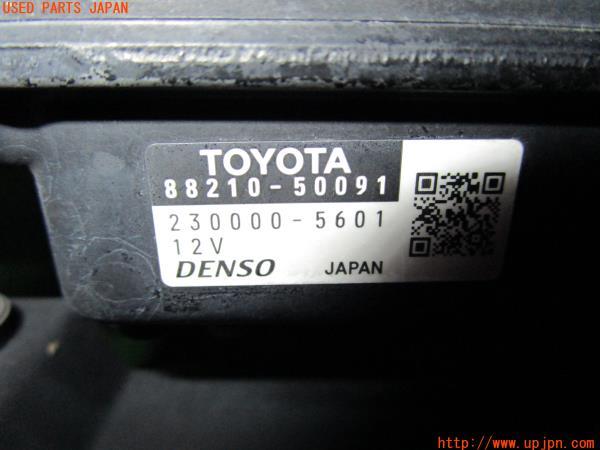 USED PARTS JAPAN
TOYOTA
88210-50091
230000-5601
12V
DENSO JAPAN
http://www.upjpn.com